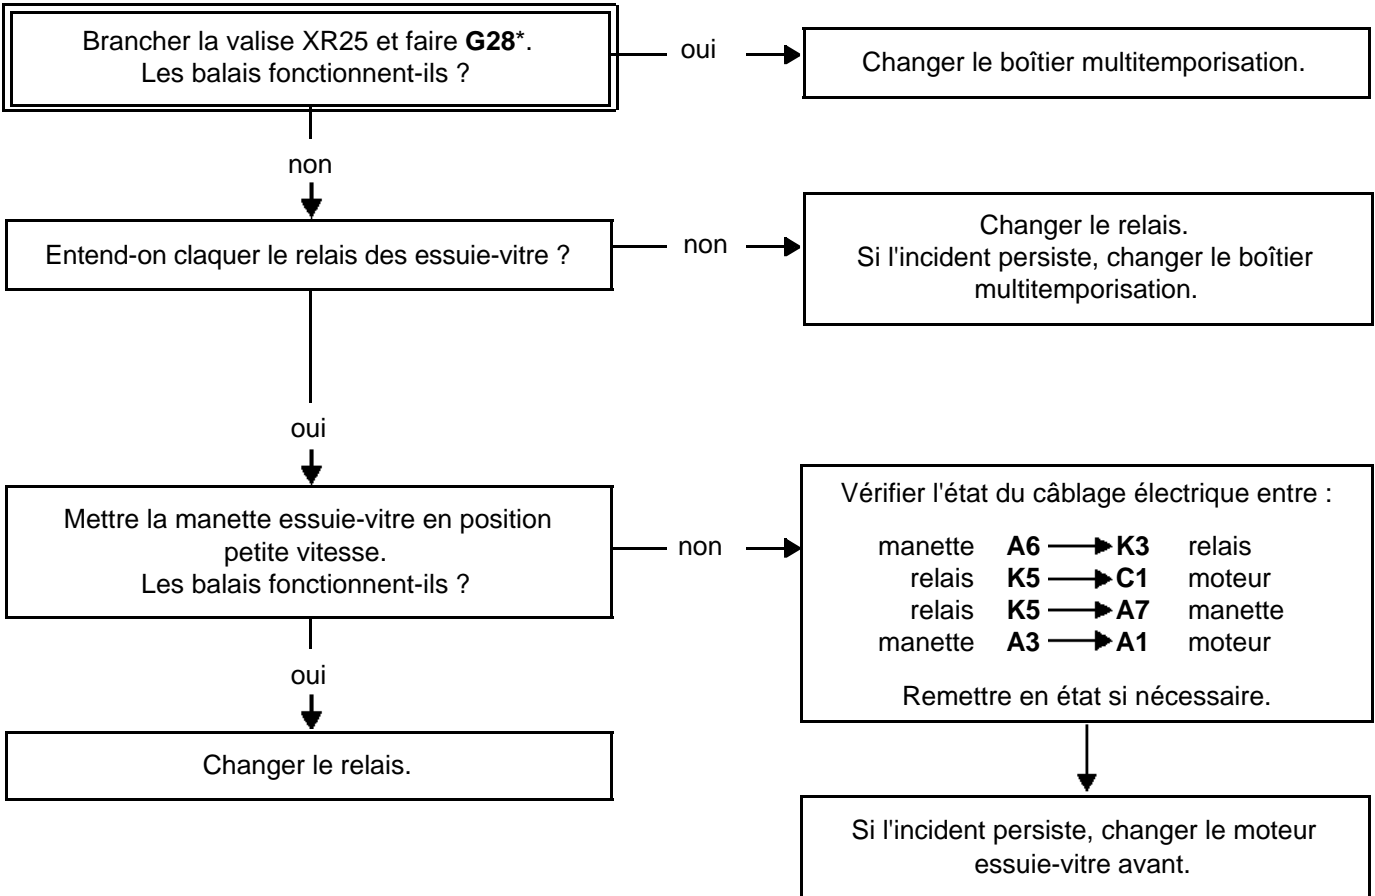 Brancher la valise XR25 et faire G28*.
Les balais fonctionnent-ils ?
oui
Changer le boîtier multitemporisation.
non
Entend-on claquer le relais des essuie-vitre ?
non
Changer le relais.
Si l'incident persiste, changer le boîtier
multitemporisation.
oui
Mettre la manette essuie-vitre en position
petite vitesse.
Les balais fonctionnent-ils ?
non
Vérifier l'état du câblage électrique entre :
manette A6 K3 relais
relais K5 C1 moteur
relais K5 A7 manette
manette A3 A1 moteur
Remettre en état si nécessaire.
oui
Changer le relais.
Si l'incident persiste, changer le moteur
essuie-vitre avant.